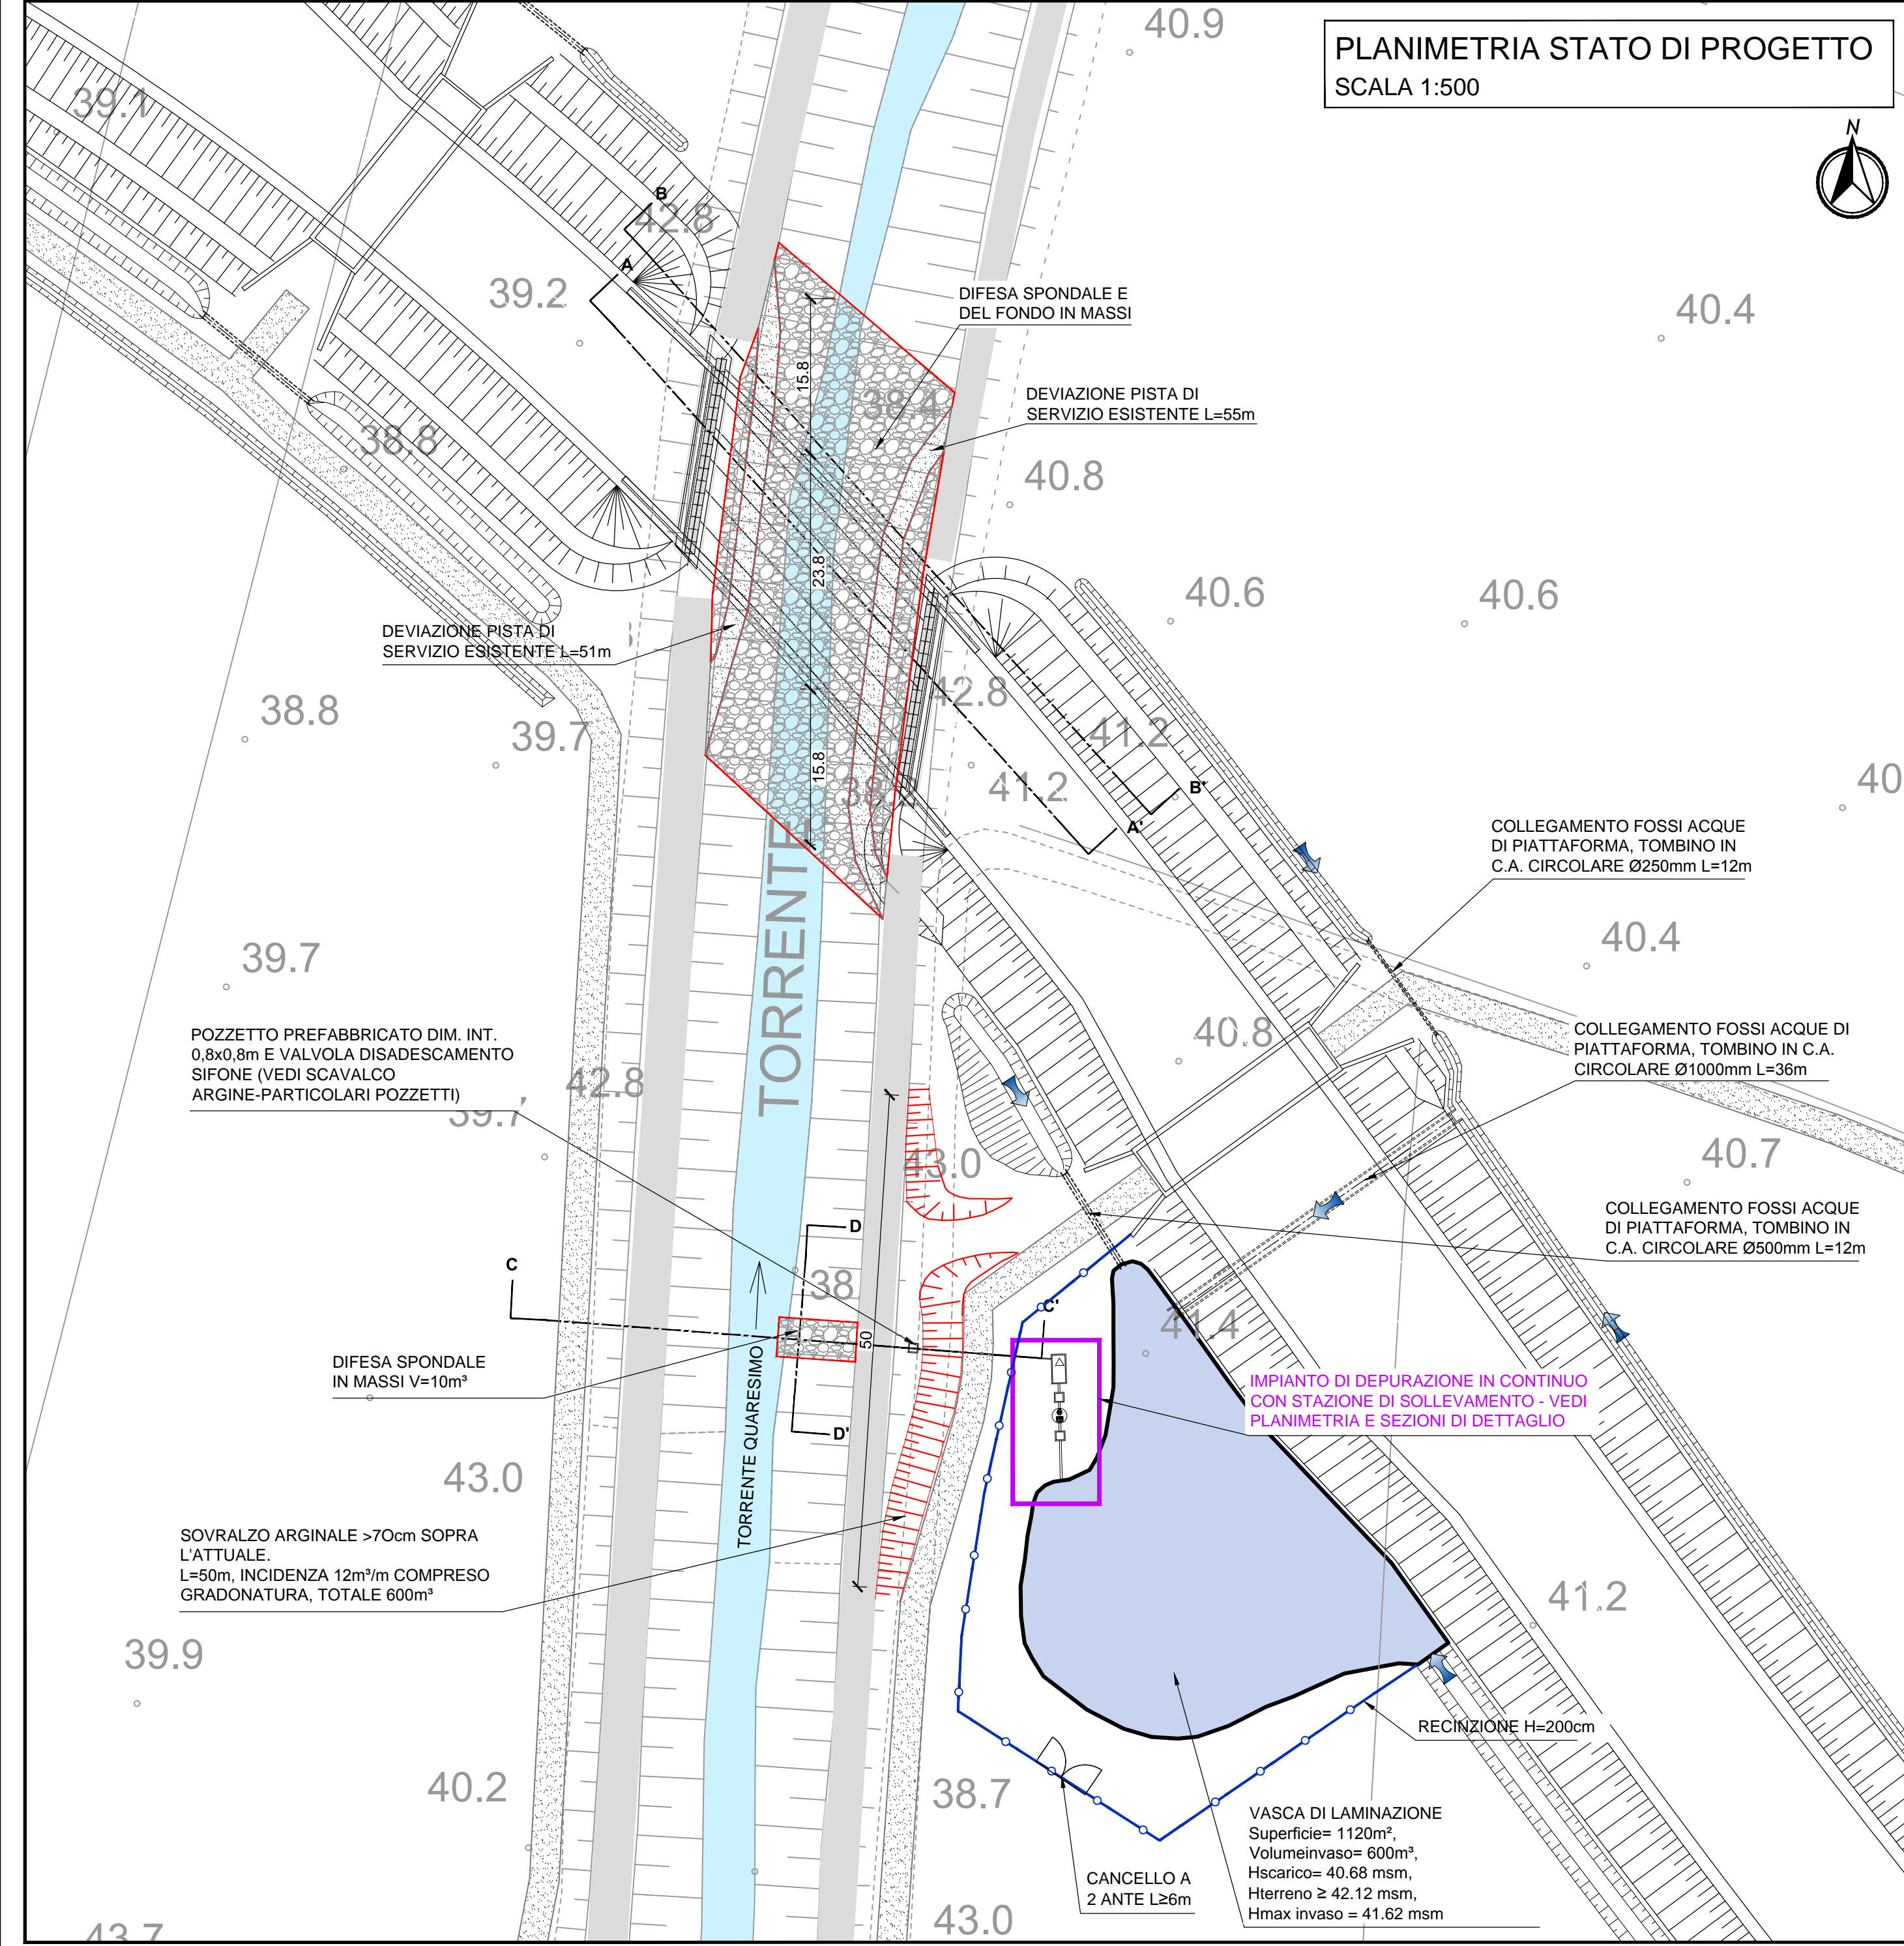 PLANIMETRIA STATO DI PROGETTO
SCALA 1:500
N
40.9
39.1
B
42.8
A
39.2
DIFESA SPONDALE E
DEL FONDO IN MASSI
40.4
15.8
DEVIAZIONE PISTA DI
SERVIZIO ESISTENTE L=55m
38.4
38.8
40.8
23.8
40.6
40.6
DEVIAZIONE PISTA DI
SERVIZIO ESISTENTE L=51m
38.8
39.7
42.8
41.2
15.8
38.2
41.2
B'
A'
40
COLLEGAMENTO FOSSI ACQUE
DI PIATTAFORMA, TOMBINO IN
C.A. CIRCOLARE Ø250mm L=12m
TORRENTE
39.7
40.4
POZZETTO PREFABBRICATO DIM. INT.
0,8x0,8m E VALVOLA DISADESCAMENTO
SIFONE (VEDI SCAVALCO
ARGINE-PARTICOLARI POZZETTI)
39.7
42.8
40.8
COLLEGAMENTO FOSSI ACQUE DI
PIATTAFORMA, TOMBINO IN C.A.
CIRCOLARE Ø1000mm L=36m
43.0
40.7
COLLEGAMENTO FOSSI ACQUE
DI PIATTAFORMA, TOMBINO IN
C.A. CIRCOLARE Ø500mm L=12m
D
C
38
C'
41.4
50
DIFESA SPONDALE
IN MASSI V=10m³
TORRENTE QUARESIMO
IMPIANTO DI DEPURAZIONE IN CONTINUO
CON STAZIONE DI SOLLEVAMENTO - VEDI
PLANIMETRIA E SEZIONI DI DETTAGLIO
D'
43.0
SOVRALZO ARGINALE >7Ocm SOPRA
L'ATTUALE.
L=50m, INCIDENZA 12m³/m COMPRESO
GRADONATURA, TOTALE 600m³
41.2
39.9
RECINZIONE H=200cm
40.2
38.7
VASCA DI LAMINAZIONE
Superficie= 1120m²,
Volumeinvaso= 600m³,
Hscarico= 40.68 msm,
Hterreno ≥ 42.12 msm,
Hmax invaso = 41.62 msm
CANCELLO A
2 ANTE L≥6m
43.0
43.7